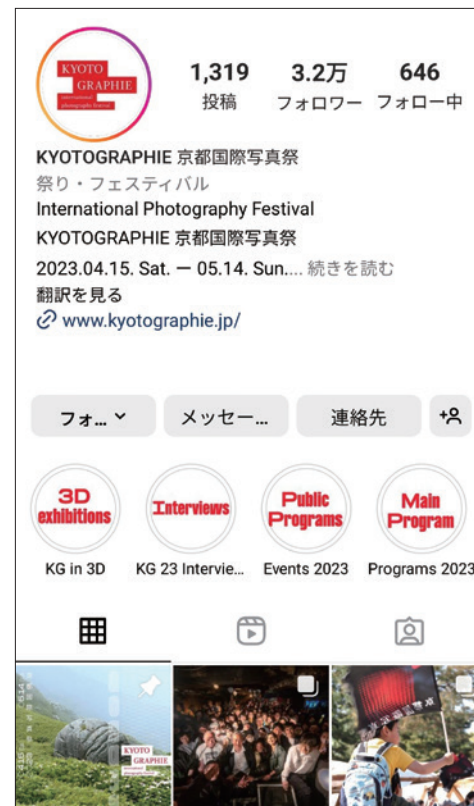 KYOTO
GRAPHIE
international
photography festival
1,319 3.2万 646
投稿 フォロワー フォロー中
KYOTOGRAPHIE 京都国際写真祭
祭り・フェスティバル
International Photography Festival
KYOTOGRAPHIE 京都国際写真祭
2023.04.15. Sat. ー 05.14. Sun.... 続きを読む
翻訳を見る
www.kyotographie.jp/
フォ... メッセー... 連絡先
3D
exhibitions
Interviews
Public
Programs
Main
Program
KG in 3D KG 23 Intervie... Events 2023 Programs 2023
KYOTO
GRAPHIE